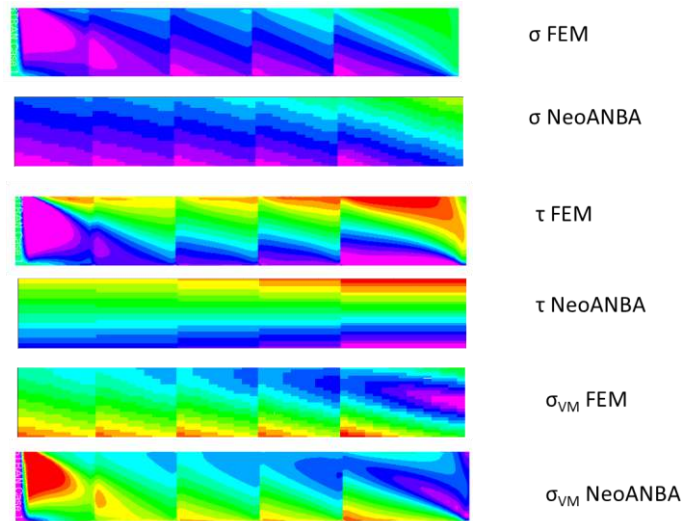 σ FEM
σ NeoANBA
τ FEM
τ NeoANBA
σVM FEM
σVM NeoANBA